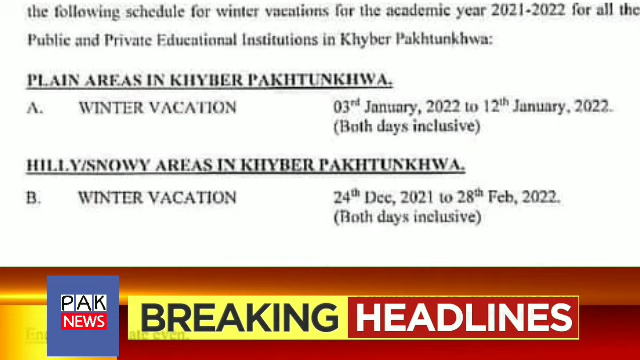 the following schedule for winter vacations for the academic year 2021-2022 for all the
Public and Private Educational Institutions in Khyber Pakhtunkhwa:
PLAIN AREAS IN KHYBER PAKHTUNKHWA.
A. WINTER VACATION 03rd January, 2022 to 12th January, 2022.
(Both days inclusive)
HILLY/SNOWY AREAS IN KHYBER PAKHTUNKHWA.
B. WINTER VACATION 24th Dec, 2021 to 28th Feb, 2022.
(Both days inclusive)
PAK
NEWS
BREAKING HEADLINES
even.